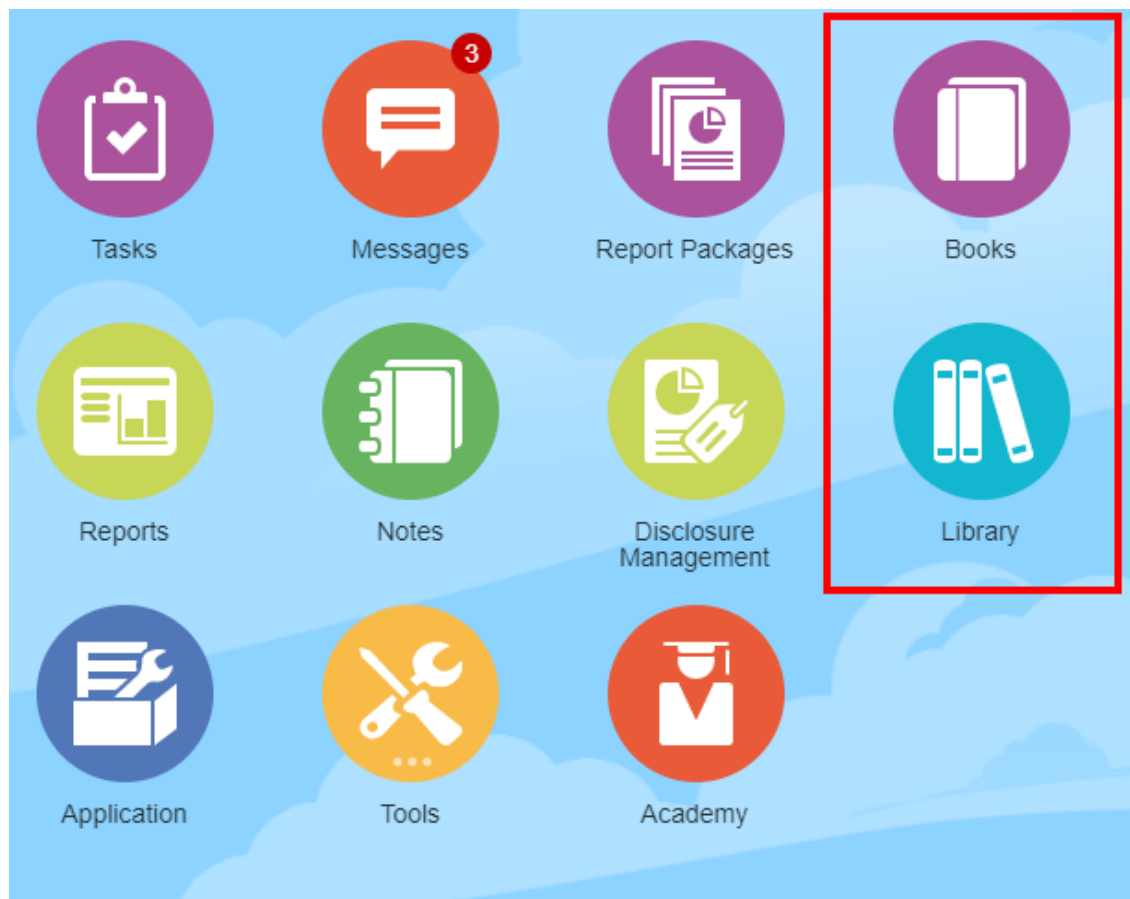 3
Tasks
Messages
Report Packages
Books
Reports
Notes
Disclosure
Management
Library
Application
Tools
Academy